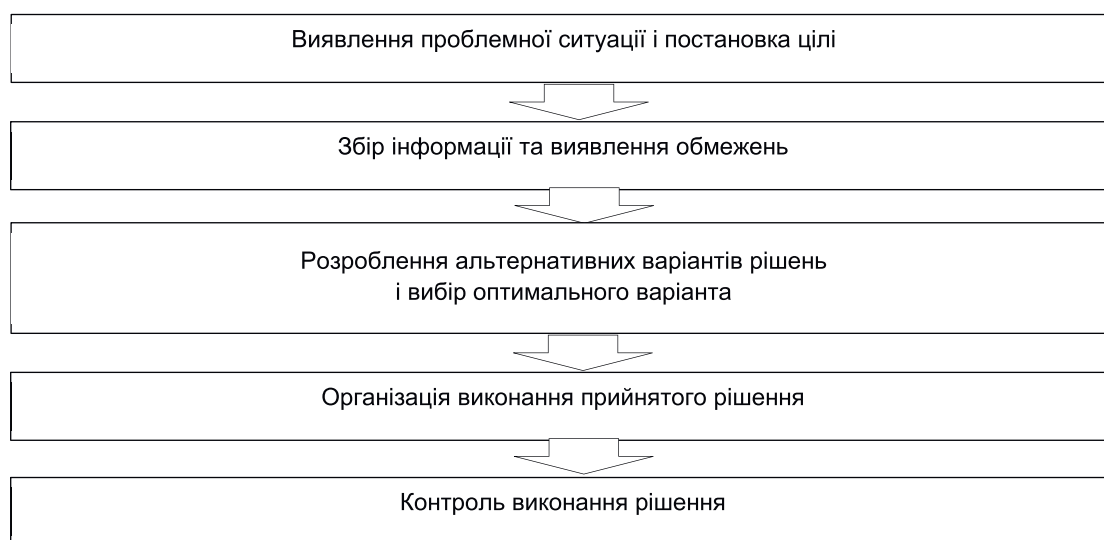 Виявлення проблемної ситуації і постановка цілі
Збір інформації та виявлення обмежень
Розроблення альтернативних варіантів рішень
і вибір оптимального варіанта
Організація виконання прийнятого рішення
Контроль виконання рішення